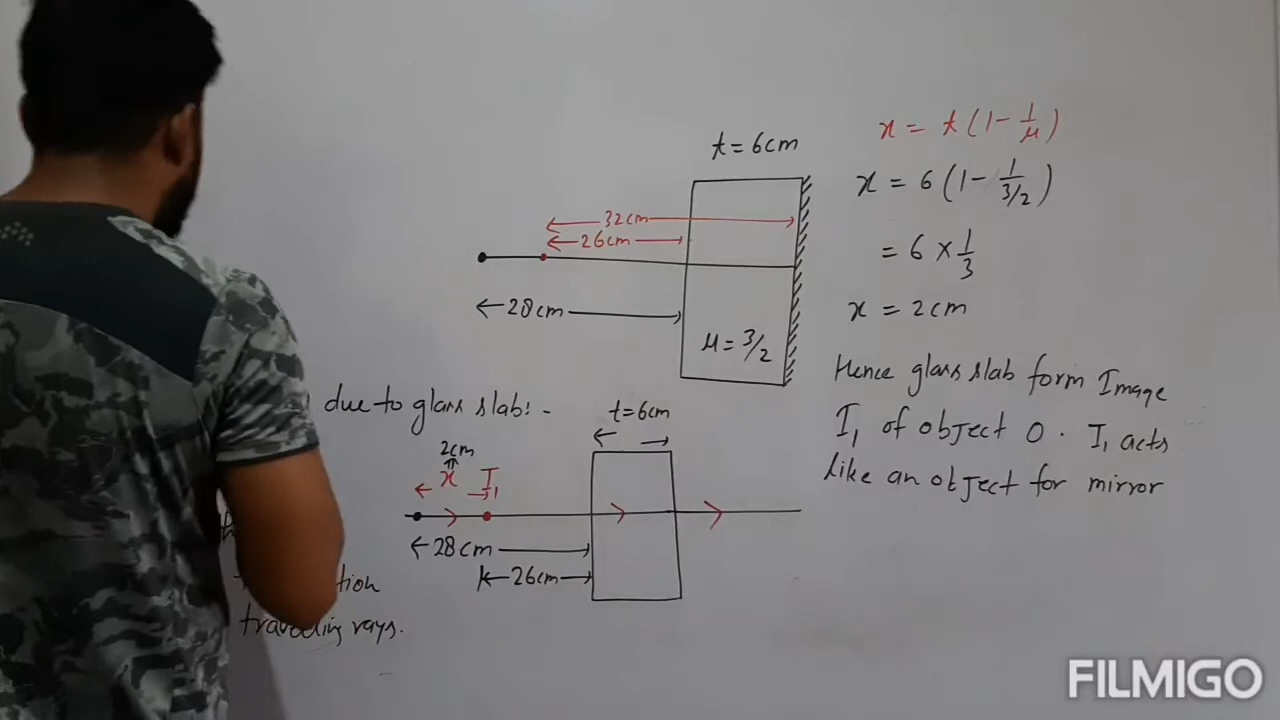 t = 6cm
32cm
26cm
28cm
μ = 3/2
x = t(1 - 1/μ)
x = 6(1 - 1/3/2)
= 6 × 1/3
x = 2cm
Hence glass slab form Image
I₁ of object O. I₁ acts
like an object for mirror
due to glass slab: -
t = 6cm
2cm
x I₁
28cm
26cm
traveling rays.
FILMIGO